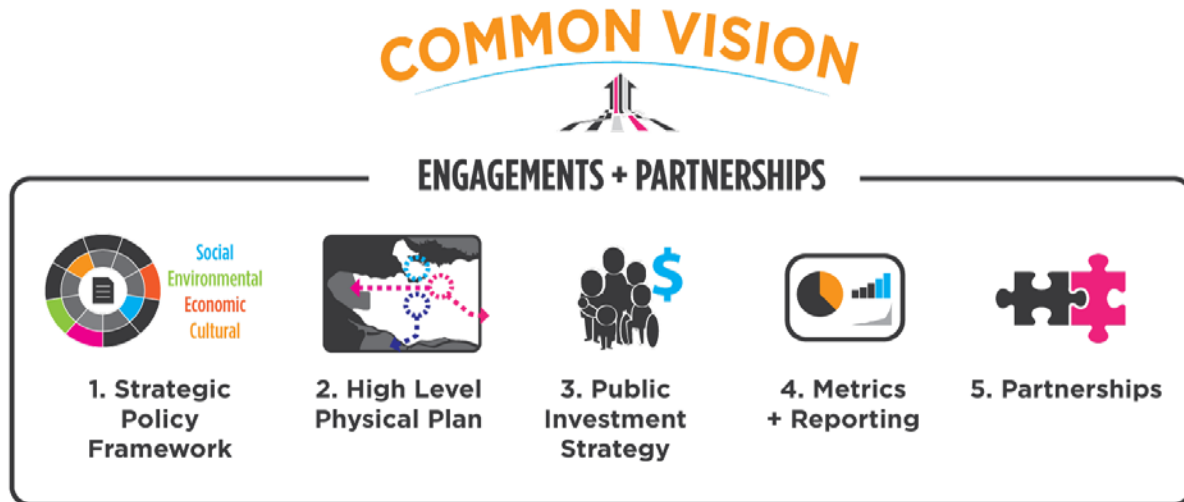 COMMON VISION
ENGAGEMENTS + PARTNERSHIPS
Social
Environmental
Economic
Cultural
$
1. Strategic
Policy
Framework
2. High Level
Physical Plan
3. Public
Investment
Strategy
4. Metrics
+ Reporting
5. Partnerships